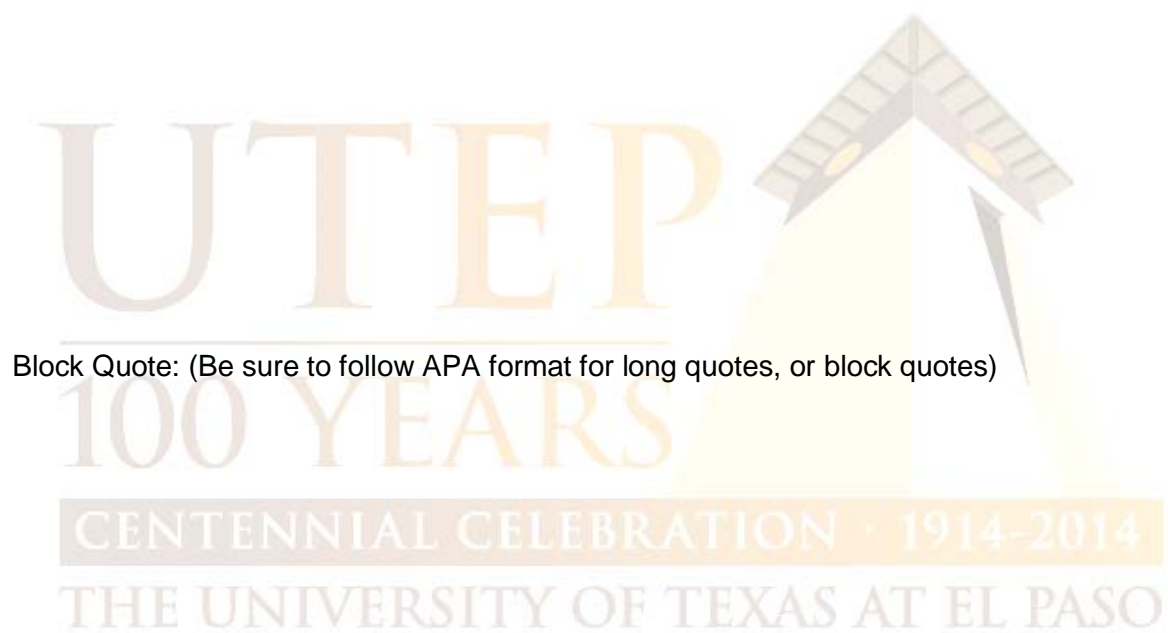 UTEP
Block Quote: (Be sure to follow APA format for long quotes, or block quotes)
100 YEARS
CENTENNIAL CELEBRATION · 1914-2014
THE UNIVERSITY OF TEXAS AT EL PASO